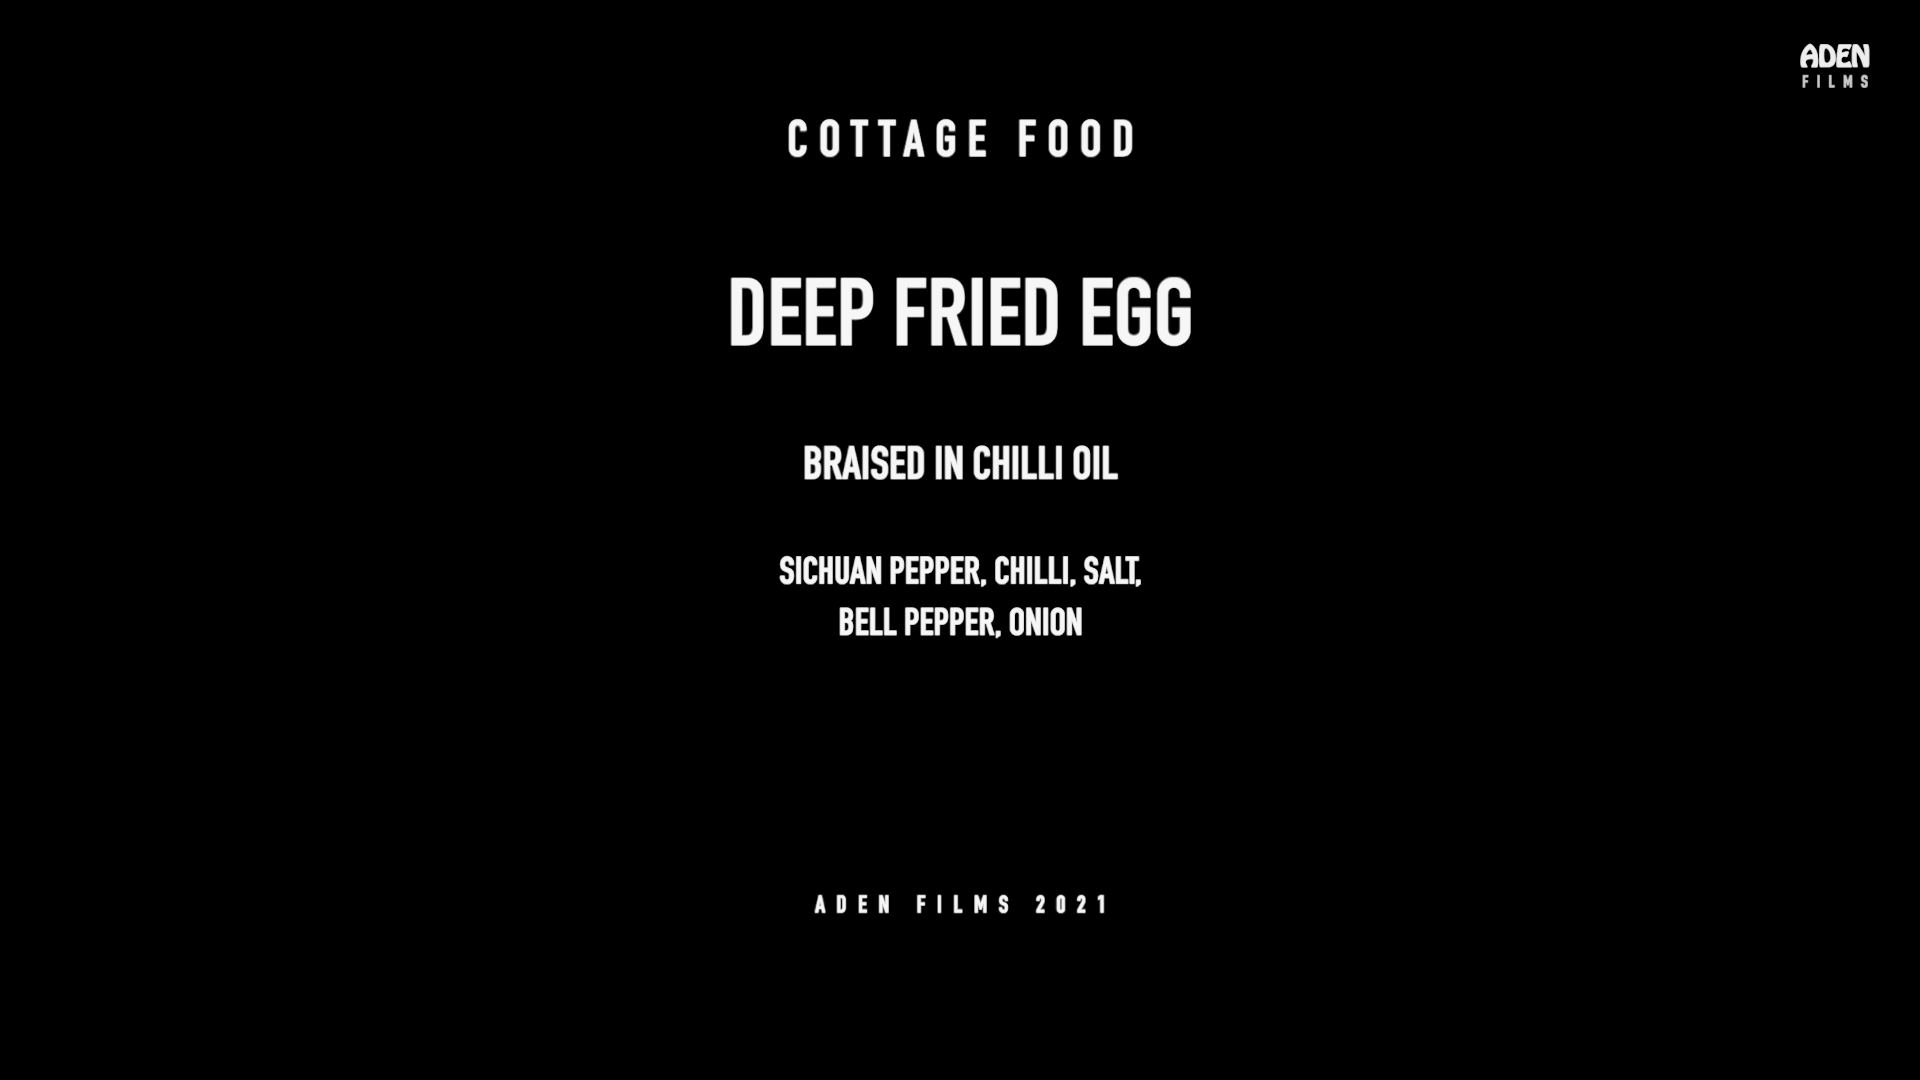 ADEN
FILMS
COTTAGE FOOD
DEEP FRIED EGG
BRAISED IN CHILLI OIL
SICHUAN PEPPER, CHILLI, SALT,
BELL PEPPER, ONION
ADEN FILMS 2021